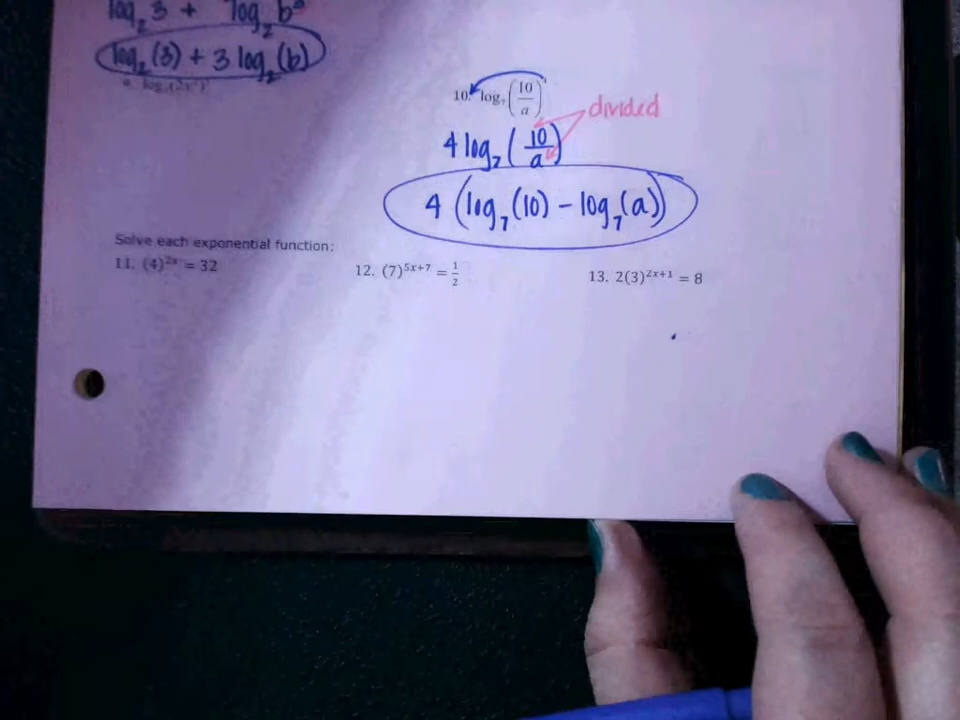 log₂ 3 + log₂ b³
log₂(3) + 3 log₂(b)
10. log₇(10/a)⁴
divided
4 log₇(10/a)
4(log₇(10) − log₇(a))
Solve each exponential function:
11. (4)²ˣ = 32
12. (7)⁵ˣ⁺⁷ = 1/2
13. 2(3)²ˣ⁺¹ = 8